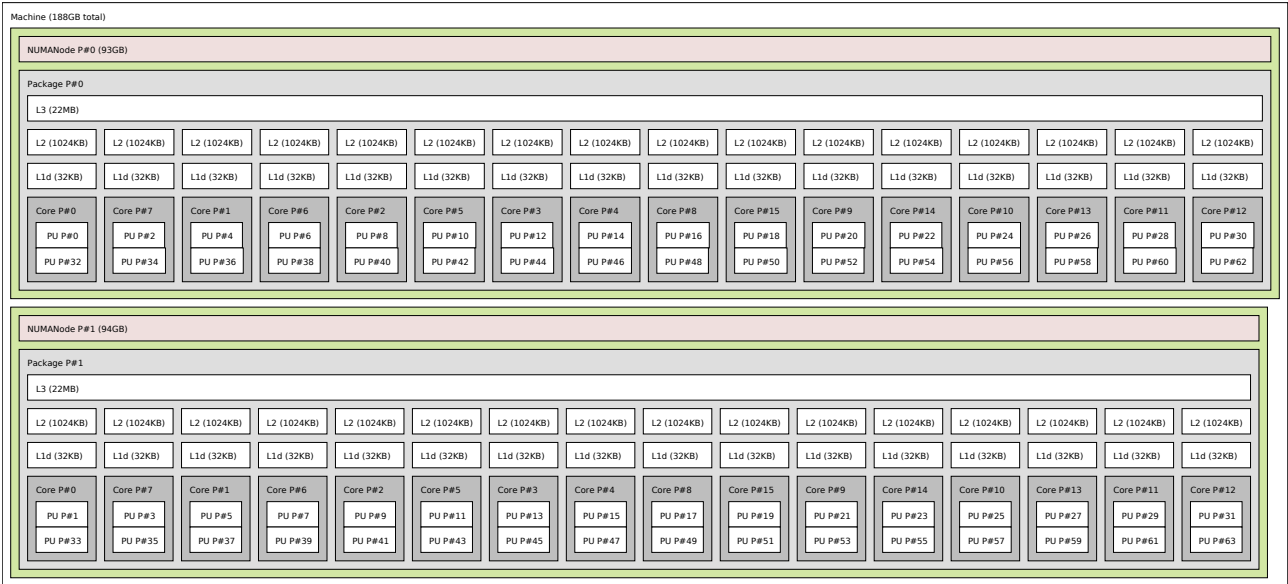 Machine (188GB total)
NUMANode P#0 (93GB)
Package P#0
L3 (22MB)
L2 (1024KB) L2 (1024KB) L2 (1024KB) L2 (1024KB) L2 (1024KB) L2 (1024KB) L2 (1024KB) L2 (1024KB) L2 (1024KB) L2 (1024KB) L2 (1024KB) L2 (1024KB) L2 (1024KB) L2 (1024KB) L2 (1024KB) L2 (1024KB)
L1d (32KB) L1d (32KB) L1d (32KB) L1d (32KB) L1d (32KB) L1d (32KB) L1d (32KB) L1d (32KB) L1d (32KB) L1d (32KB) L1d (32KB) L1d (32KB) L1d (32KB) L1d (32KB) L1d (32KB) L1d (32KB)
Core P#0 Core P#7 Core P#1 Core P#6 Core P#2 Core P#5 Core P#3 Core P#4 Core P#8 Core P#15 Core P#9 Core P#14 Core P#10 Core P#13 Core P#11 Core P#12
PU P#0 PU P#2 PU P#4 PU P#6 PU P#8 PU P#10 PU P#12 PU P#14 PU P#16 PU P#18 PU P#20 PU P#22 PU P#24 PU P#26 PU P#28 PU P#30
PU P#32 PU P#34 PU P#36 PU P#38 PU P#40 PU P#42 PU P#44 PU P#46 PU P#48 PU P#50 PU P#52 PU P#54 PU P#56 PU P#58 PU P#60 PU P#62
NUMANode P#1 (94GB)
Package P#1
L3 (22MB)
L2 (1024KB) L2 (1024KB) L2 (1024KB) L2 (1024KB) L2 (1024KB) L2 (1024KB) L2 (1024KB) L2 (1024KB) L2 (1024KB) L2 (1024KB) L2 (1024KB) L2 (1024KB) L2 (1024KB) L2 (1024KB) L2 (1024KB) L2 (1024KB)
L1d (32KB) L1d (32KB) L1d (32KB) L1d (32KB) L1d (32KB) L1d (32KB) L1d (32KB) L1d (32KB) L1d (32KB) L1d (32KB) L1d (32KB) L1d (32KB) L1d (32KB) L1d (32KB) L1d (32KB) L1d (32KB)
Core P#0 Core P#7 Core P#1 Core P#6 Core P#2 Core P#5 Core P#3 Core P#4 Core P#8 Core P#15 Core P#9 Core P#14 Core P#10 Core P#13 Core P#11 Core P#12
PU P#1 PU P#3 PU P#5 PU P#7 PU P#9 PU P#11 PU P#13 PU P#15 PU P#17 PU P#19 PU P#21 PU P#23 PU P#25 PU P#27 PU P#29 PU P#31
PU P#33 PU P#35 PU P#37 PU P#39 PU P#41 PU P#43 PU P#45 PU P#47 PU P#49 PU P#51 PU P#53 PU P#55 PU P#57 PU P#59 PU P#61 PU P#63